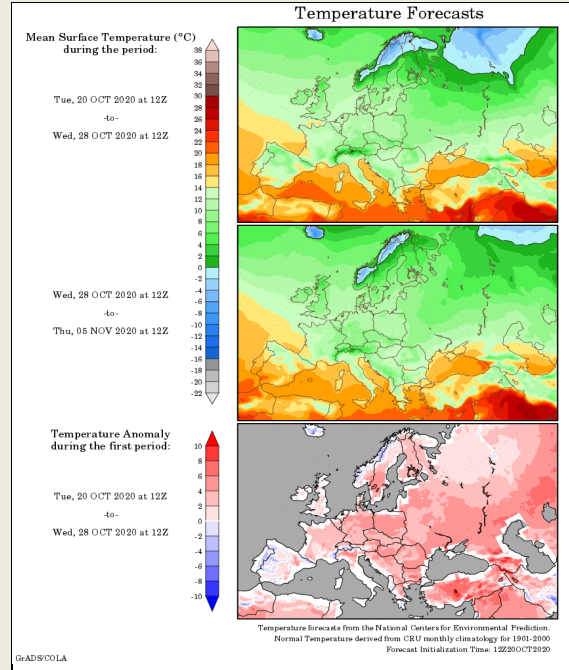 Temperature Forecasts
Mean Surface Temperature (°C)
during the period:
Tue, 20 OCT 2020 at 12Z
-to-
Wed, 28 OCT 2020 at 12Z
38
36
34
32
30
28
26
24
22
20
18
16
14
12
10
8
6
4
2
0
-2
-4
-6
-8
-10
-12
-14
-16
-18
-20
-22
Wed, 28 OCT 2020 at 12Z
-to-
Thu, 05 NOV 2020 at 12Z
Temperature Anomaly
during the first period:
Tue, 20 OCT 2020 at 12Z
-to-
Wed, 28 OCT 2020 at 12Z
10
8
6
4
2
0
-2
-4
-6
-8
-10
Temperature forecasts from the National Centers for Environmental Prediction.
Normal Temperature derived from CRU monthly climatology for 1901-2000
Forecast Initialization Time: 12Z20OCT2020
GrADS/COLA